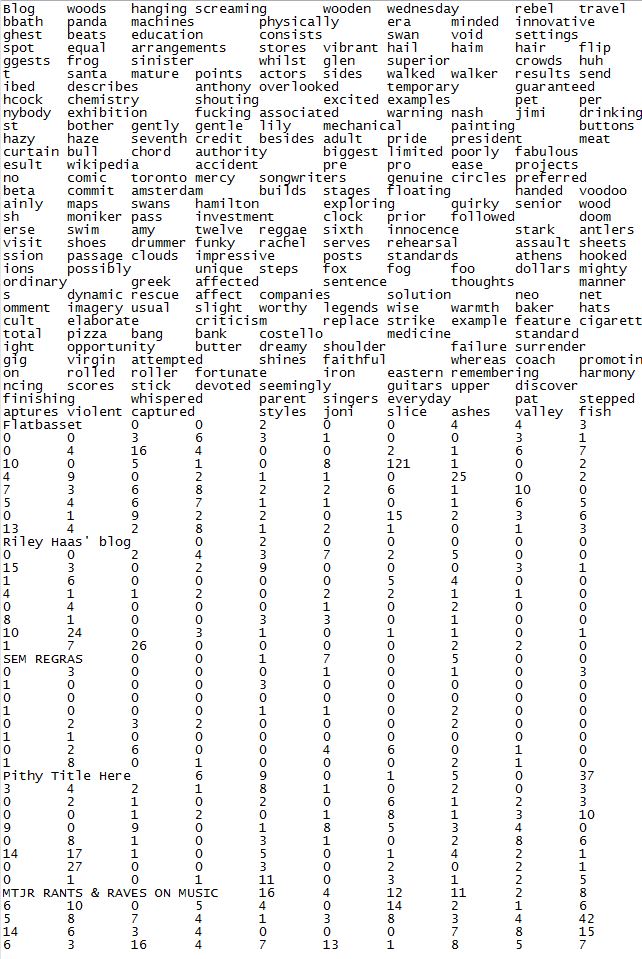 Blog woods hanging screaming wooden wednesday rebel travel
bbath panda machines physically era minded innovative
ghest beats education consists swan void settings
spot equal arrangements stores vibrant hail haim hair flip
ggests frog sinister whilst glen superior crowds huh
t santa mature points actors sides walked walker results send
ibed describes anthony overlooked temporary guaranteed
hcock chemistry shouting excited examples pet per
nybody exhibition fucking associated warning nash jimi drinking
st bother gently gentle lily mechanical painting buttons
hazy haze seventh credit besides adult pride president meat
curtain bull chord authority biggest limited poorly fabulous
esult wikipedia accident pre pro ease projects
no comic toronto mercy songwriters genuine circles preferred
beta commit amsterdam builds stages floating handed voodoo
ainly maps swans hamilton exploring quirky senior wood
sh moniker pass investment clock prior followed doom
erse swim amy twelve reggae sixth innocence stark antlers
visit shoes drummer funky rachel serves rehearsal assault sheets
ssion passage clouds impressive posts standards athens hooked
ions possibly unique steps fox fog foo dollars mighty
ordinary greek affected sentence thoughts manner
s dynamic rescue affect companies solution neo net
omment imagery usual slight worthy legends wise warmth baker hats
cult elaborate criticism replace strike example feature cigarett
total pizza bang bank costello medicine standard
ight opportunity butter dreamy shoulder failure surrender
gig virgin attempted shines faithful whereas coach promotin
on rolled roller fortunate iron eastern remembering harmony
ncing scores stick devoted seemingly guitars upper discover
finishing whispered parent singers everyday pat stepped
aptures violent captured styles joni slice ashes valley fish
Flatbasset 0 0 2 0 0 4 4 3
0 0 3 6 3 1 0 0 3 1
0 4 16 4 0 0 2 1 6 7
10 0 5 1 0 8 121 1 0 2
4 9 0 2 1 1 0 25 0 2
7 3 6 8 2 2 6 1 10 0
5 4 6 7 1 1 0 1 6 5
0 1 9 2 2 0 15 2 3 6
13 4 2 8 1 2 1 0 1 3
Riley Haas' blog 0 2 0 0 0 0 0
0 0 2 4 3 7 2 5 0 0
15 3 0 2 9 0 0 0 3 1
1 6 0 0 0 0 5 4 0 0
4 1 1 2 0 2 2 1 1 0
0 4 0 0 0 1 0 2 0 0
8 1 0 0 3 3 0 1 0 0
10 24 0 3 1 0 1 1 0 1
1 7 26 0 0 0 0 2 2 0
SEM REGRAS 0 0 1 7 0 5 0 0
0 3 0 0 0 1 0 1 0 3
1 0 0 0 3 0 0 0 0 0
0 0 0 0 0 0 0 0 0 0
0 0 0 0 1 1 0 2 0 0
0 2 3 2 0 0 0 2 0 0
1 1 0 0 0 0 0 0 0 0
0 2 6 0 0 4 6 0 1 0
1 8 0 1 0 0 0 2 1 0
Pithy Title Here 6 9 0 1 5 0 37
3 4 2 1 8 1 0 2 0 3
0 2 1 0 2 0 6 1 2 3
0 0 1 2 0 1 8 1 3 10
9 0 9 0 1 8 5 3 4 0
0 8 1 0 3 1 0 2 8 6
14 17 1 0 5 0 1 4 2 1
0 27 0 0 3 0 2 0 2 1
0 1 0 1 11 0 3 1 2 5
MTJR RANTS & RAVES ON MUSIC 16 4 12 11 2 8
6 10 0 5 4 0 14 2 1 6
5 8 7 4 1 3 8 3 4 42
14 6 3 4 0 0 0 7 8 15
6 3 16 4 7 13 1 8 5 7